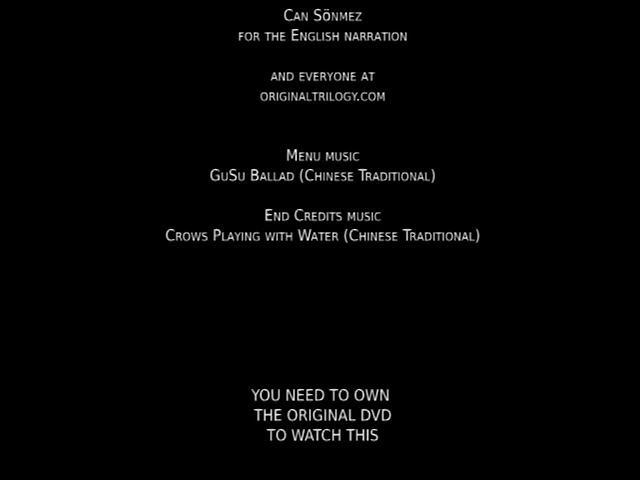 Can Sönmez
for the English narration
and everyone at
originaltrilogy.com
Menu music
GuSu Ballad (Chinese Traditional)
End Credits music
Crows Playing with Water (Chinese Traditional)
YOU NEED TO OWN
THE ORIGINAL DVD
TO WATCH THIS